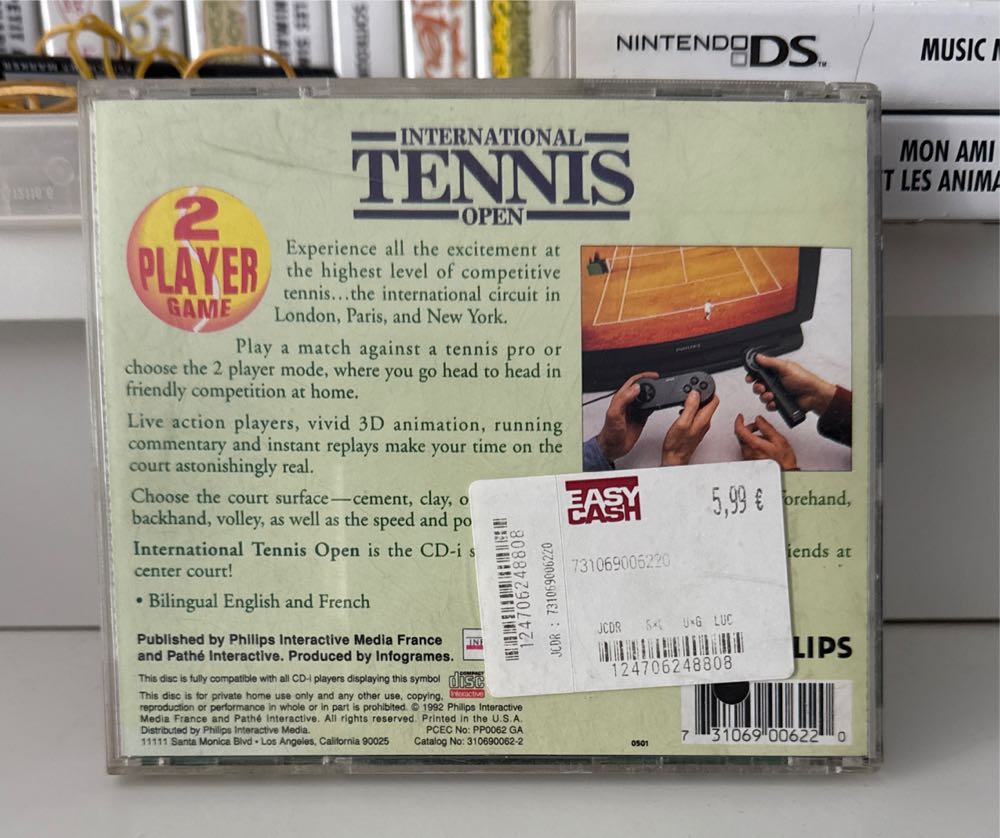 NINTENDO DS™
MUSIC
MON AMI
ET LES ANIMA
INTERNATIONAL
TENNIS
OPEN
2
PLAYER
GAME
Experience all the excitement at
the highest level of competitive
tennis...the international circuit in
London, Paris, and New York.
Play a match against a tennis pro or
choose the 2 player mode, where you go head to head in
friendly competition at home.
Live action players, vivid 3D animation, running
commentary and instant replays make your time on the
court astonishingly real.
PHILIPS
Choose the court surface—cement, clay, o forehand,
backhand, volley, as well as the speed and po
International Tennis Open is the CD-i s iends at
center court!
• Bilingual English and French
EASY
CASH
5,99 €
731069006220
124706248808
JCDR : 731069006220
JCDR S×L U×G LUC
124706248808
Published by Philips Interactive Media France
and Pathé Interactive. Produced by Infogrames.
IN
LIPS
This disc is fully compatible with all CD-i players displaying this symbol
COMPACT
disc
Interactive
This disc is for private home use only and any other use, copying,
reproduction or performance in whole or in part is prohibited. © 1992 Philips Interactive
Media France and Pathé Interactive. All rights reserved. Printed in the U.S.A.
Distributed by Philips Interactive Media. PCEC No: PP0062 GA
11111 Santa Monica Blvd • Los Angeles, California 90025 Catalog No: 310690062-2
0501
7 31069 00622 0